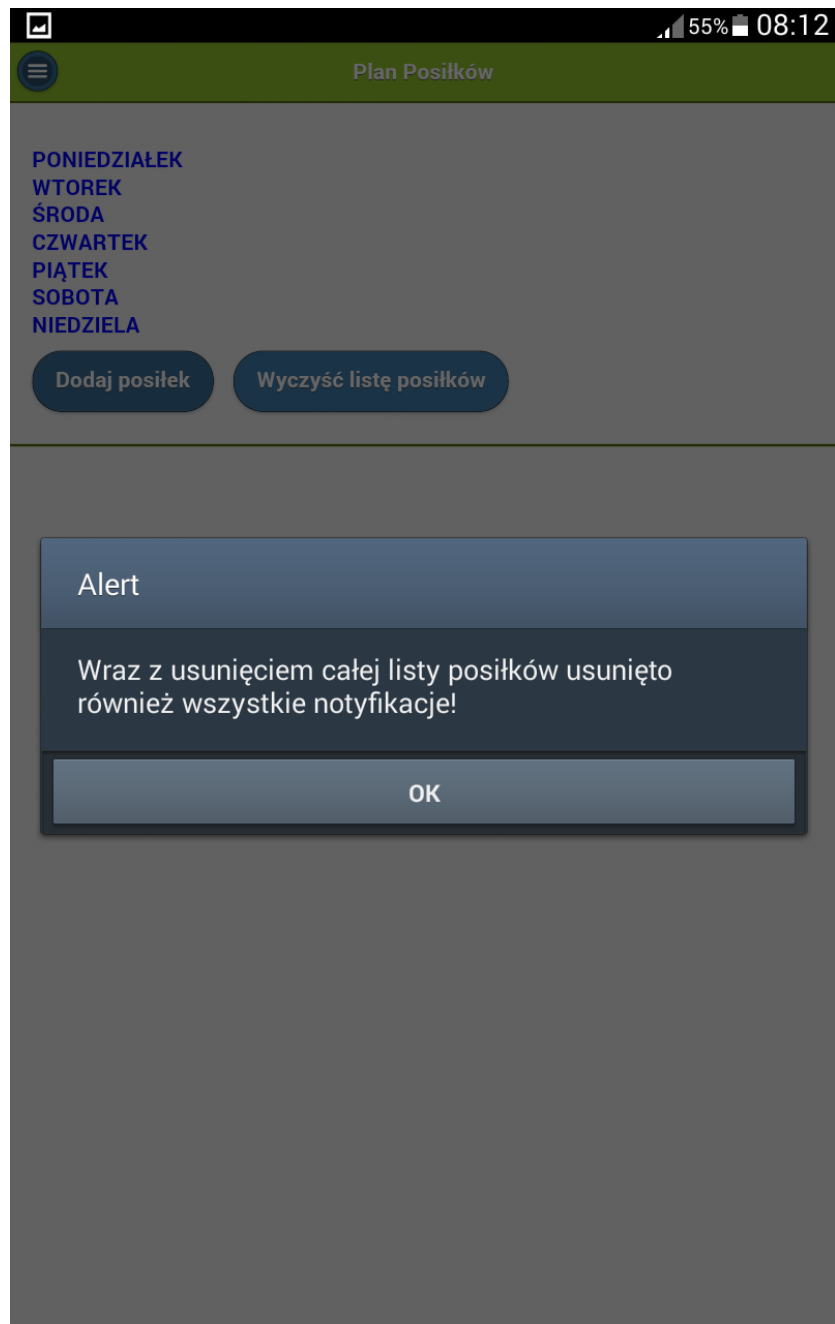 55% 08:12
Plan Posiłków
PONIEDZIAŁEK
WTOREK
ŚRODA
CZWARTEK
PIĄTEK
SOBOTA
NIEDZIELA
Dodaj posiłek Wyczyść listę posiłków
Alert
Wraz z usunięciem całej listy posiłków usunięto
również wszystkie notyfikacje!
OK